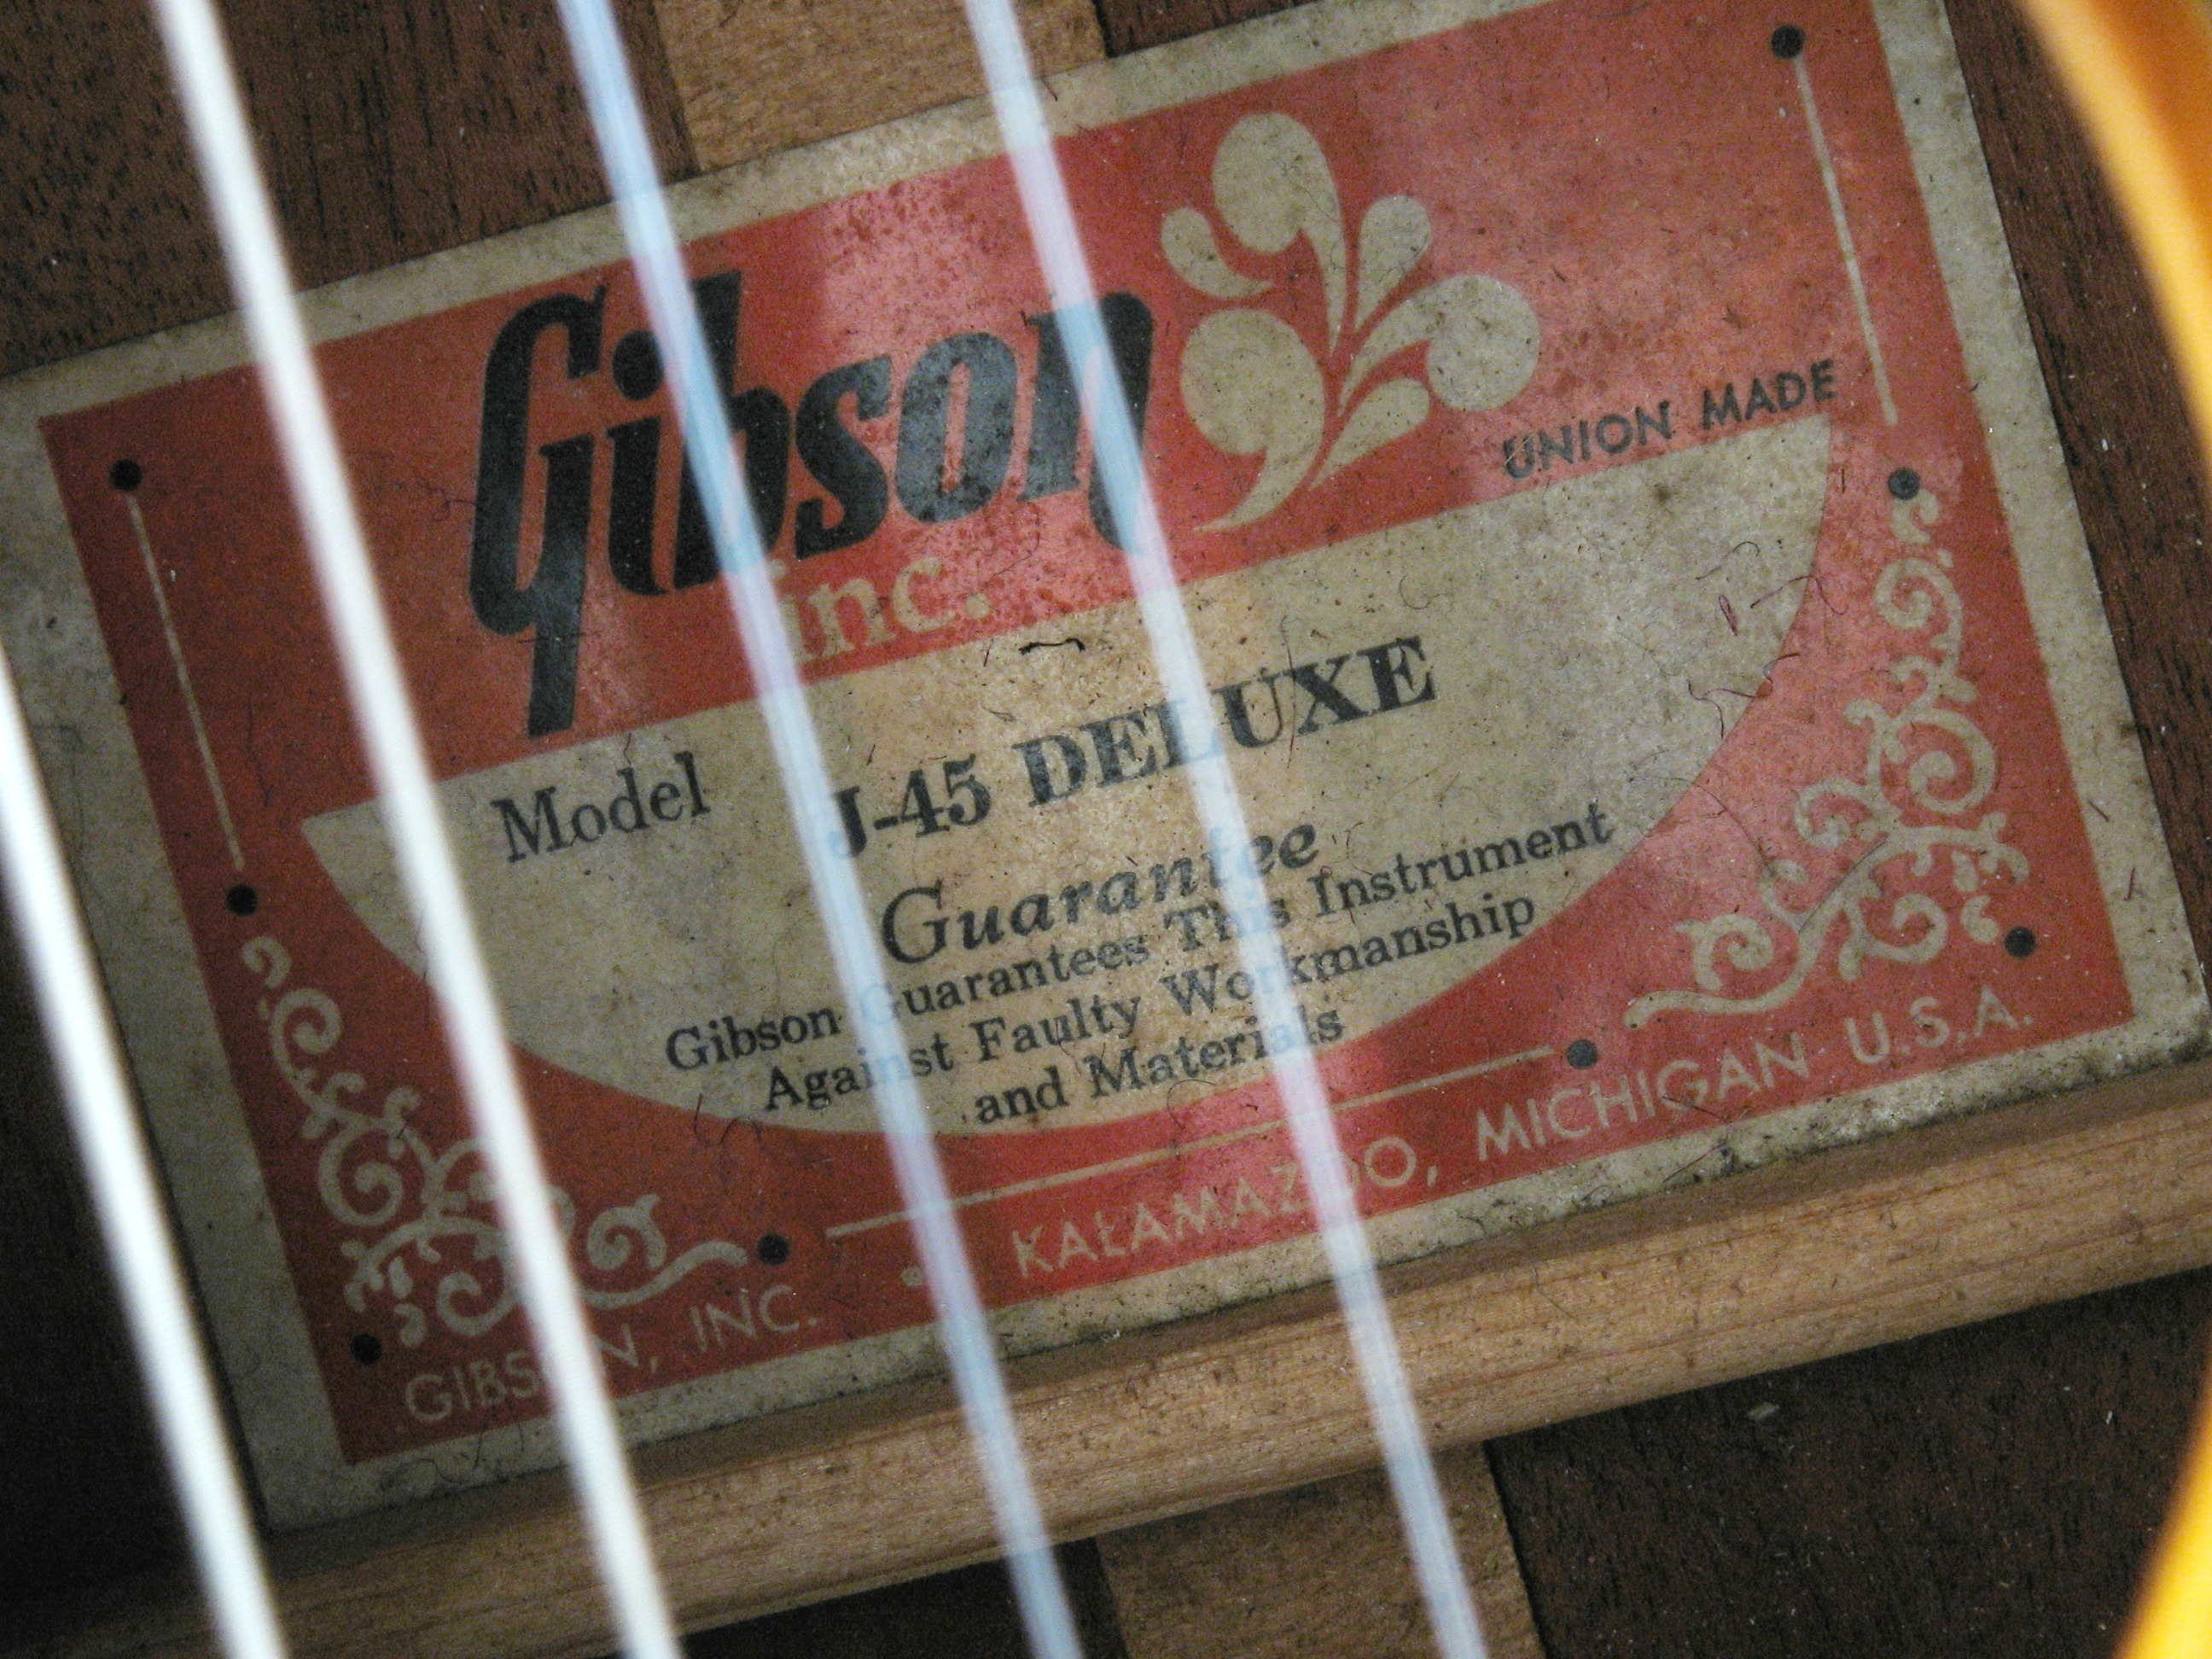 Gibson
inc.
UNION MADE
Model J-45 DELUXE
Guarantee
Gibson Guarantees This Instrument
Against Faulty Workmanship
and Materials
GIBSON, INC. • KALAMAZOO, MICHIGAN U.S.A.